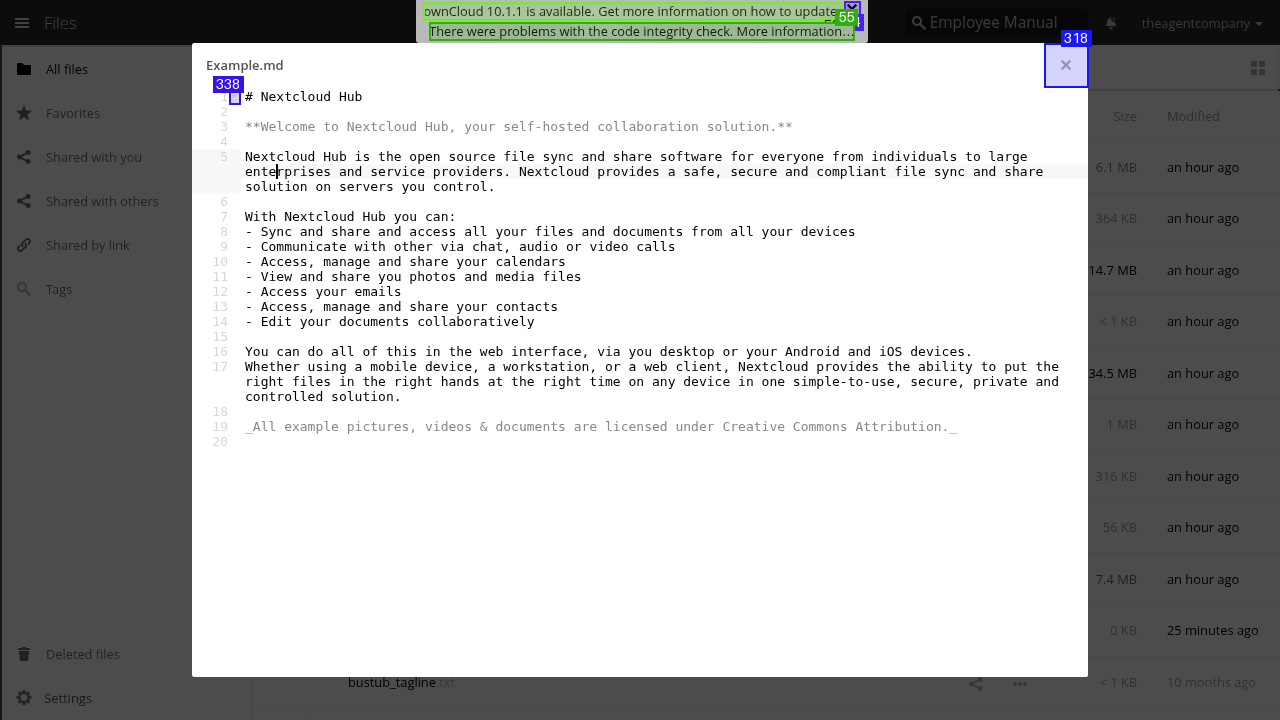 Files
ownCloud 10.1.1 is available. Get more information on how to update.
55
There were problems with the code integrity check. More information…
Employee Manual
theagentcompany
318
All files
Favorites
Shared with you
Shared with others
Shared by link
Tags
Deleted files
Settings
Example.md
×
338
1 # Nextcloud Hub
2
3 **Welcome to Nextcloud Hub, your self-hosted collaboration solution.**
4
5 Nextcloud Hub is the open source file sync and share software for everyone from individuals to large
enterprises and service providers. Nextcloud provides a safe, secure and compliant file sync and share
solution on servers you control.
6
7 With Nextcloud Hub you can:
8 - Sync and share and access all your files and documents from all your devices
9 - Communicate with other via chat, audio or video calls
10 - Access, manage and share your calendars
11 - View and share you photos and media files
12 - Access your emails
13 - Access, manage and share your contacts
14 - Edit your documents collaboratively
15
16 You can do all of this in the web interface, via you desktop or your Android and iOS devices.
17 Whether using a mobile device, a workstation, or a web client, Nextcloud provides the ability to put the
right files in the right hands at the right time on any device in one simple-to-use, secure, private and
controlled solution.
18
19 _All example pictures, videos & documents are licensed under Creative Commons Attribution._
20
Size Modified
6.1 MB an hour ago
364 KB an hour ago
14.7 MB an hour ago
< 1 KB an hour ago
34.5 MB an hour ago
1 MB an hour ago
316 KB an hour ago
56 KB an hour ago
7.4 MB an hour ago
0 KB 25 minutes ago
bustub_tagline.txt < 1 KB 10 months ago